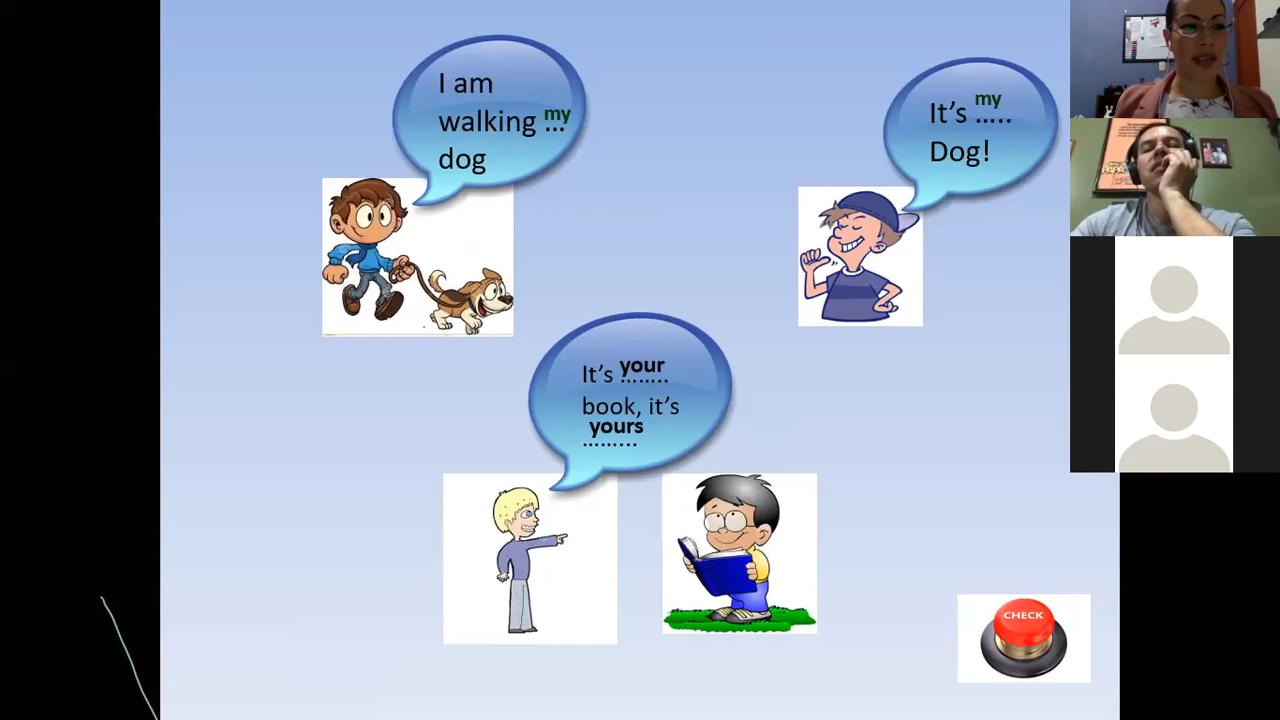 I am
walking my
...
dog
It's my
.....
Dog!
It's your
........
book, it's
yours
.........
CHECK